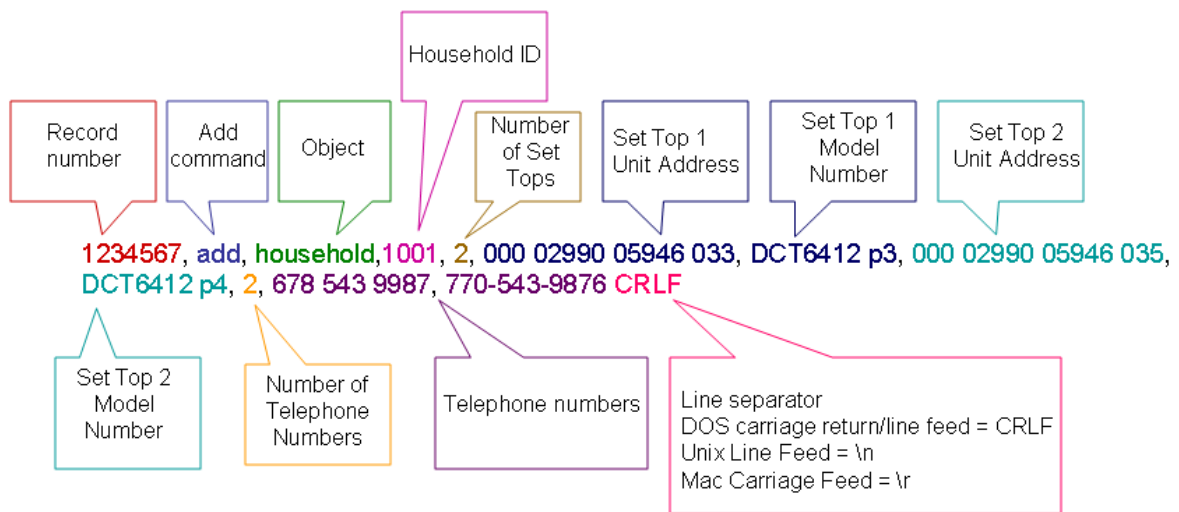 Household ID
Record
number
Add
command
Object
Number
of Set
Tops
Set Top 1
Unit Address
Set Top 1
Model
Number
Set Top 2
Unit Address
1234567, add, household,1001, 2, 000 02990 05946 033, DCT6412 p3, 000 02990 05946 035,
DCT6412 p4, 2, 678 543 9987, 770-543-9876 CRLF
Set Top 2
Model
Number
Number of
Telephone
Numbers
Telephone numbers
Line separator
DOS carriage return/line feed = CRLF
Unix Line Feed = \n
Mac Carriage Feed = \r